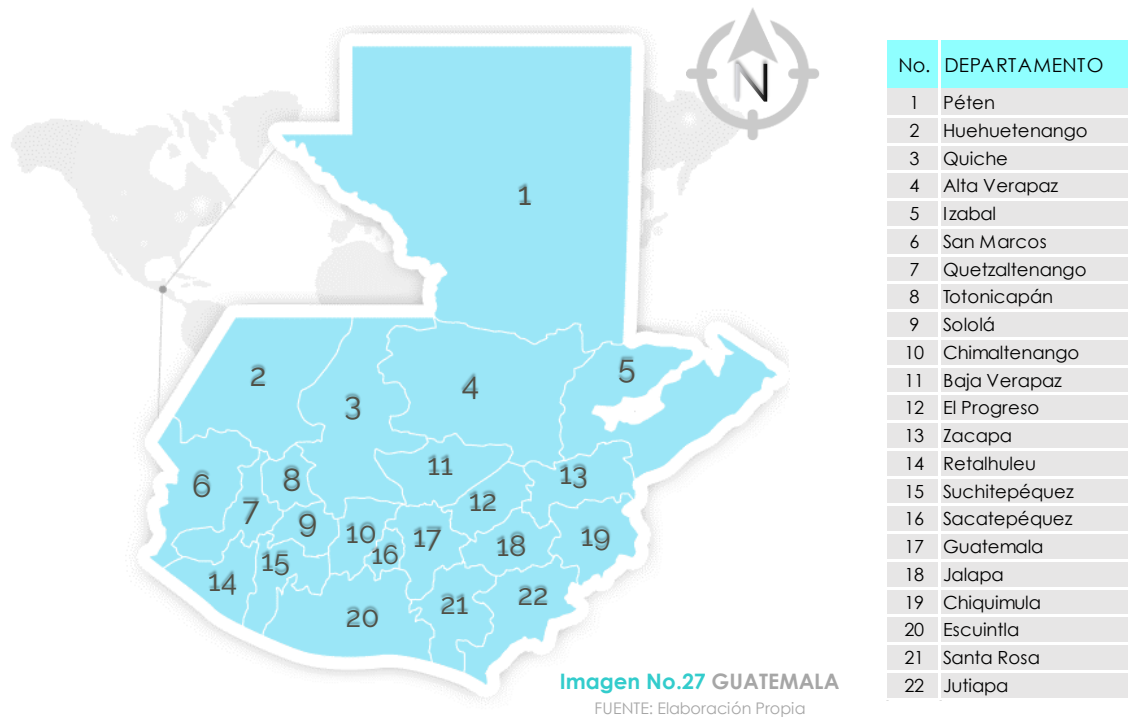 N
1
2
3
4
5
6
7
8
9
10
11
12
13
14
15
16
17
18
19
20
21
22
Imagen No.27 GUATEMALA
FUENTE: Elaboración Propia
No. DEPARTAMENTO
1 Péten
2 Huehuetenango
3 Quiche
4 Alta Verapaz
5 Izabal
6 San Marcos
7 Quetzaltenango
8 Totonicapán
9 Sololá
10 Chimaltenango
11 Baja Verapaz
12 El Progreso
13 Zacapa
14 Retalhuleu
15 Suchitepéquez
16 Sacatepéquez
17 Guatemala
18 Jalapa
19 Chiquimula
20 Escuintla
21 Santa Rosa
22 Jutiapa